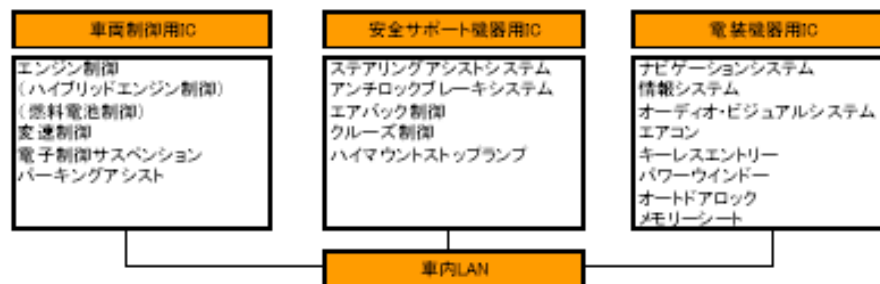 車両制御用IC
エンジン制御
(ハイブリッドエンジン制御)
(燃料電池制御)
変速制御
電子制御サスペンション
パーキングアシスト
安全サポート機器用IC
ステアリングアシストシステム
アンチロックブレーキシステム
エアバック制御
クルーズ制御
ハイマウントストップランプ
電装機器用IC
ナビゲーションシステム
情報システム
オーディオ・ビジュアルシステム
エアコン
キーレスエントリー
パワーウインドー
オートドアロック
メモリーシート
車内LAN